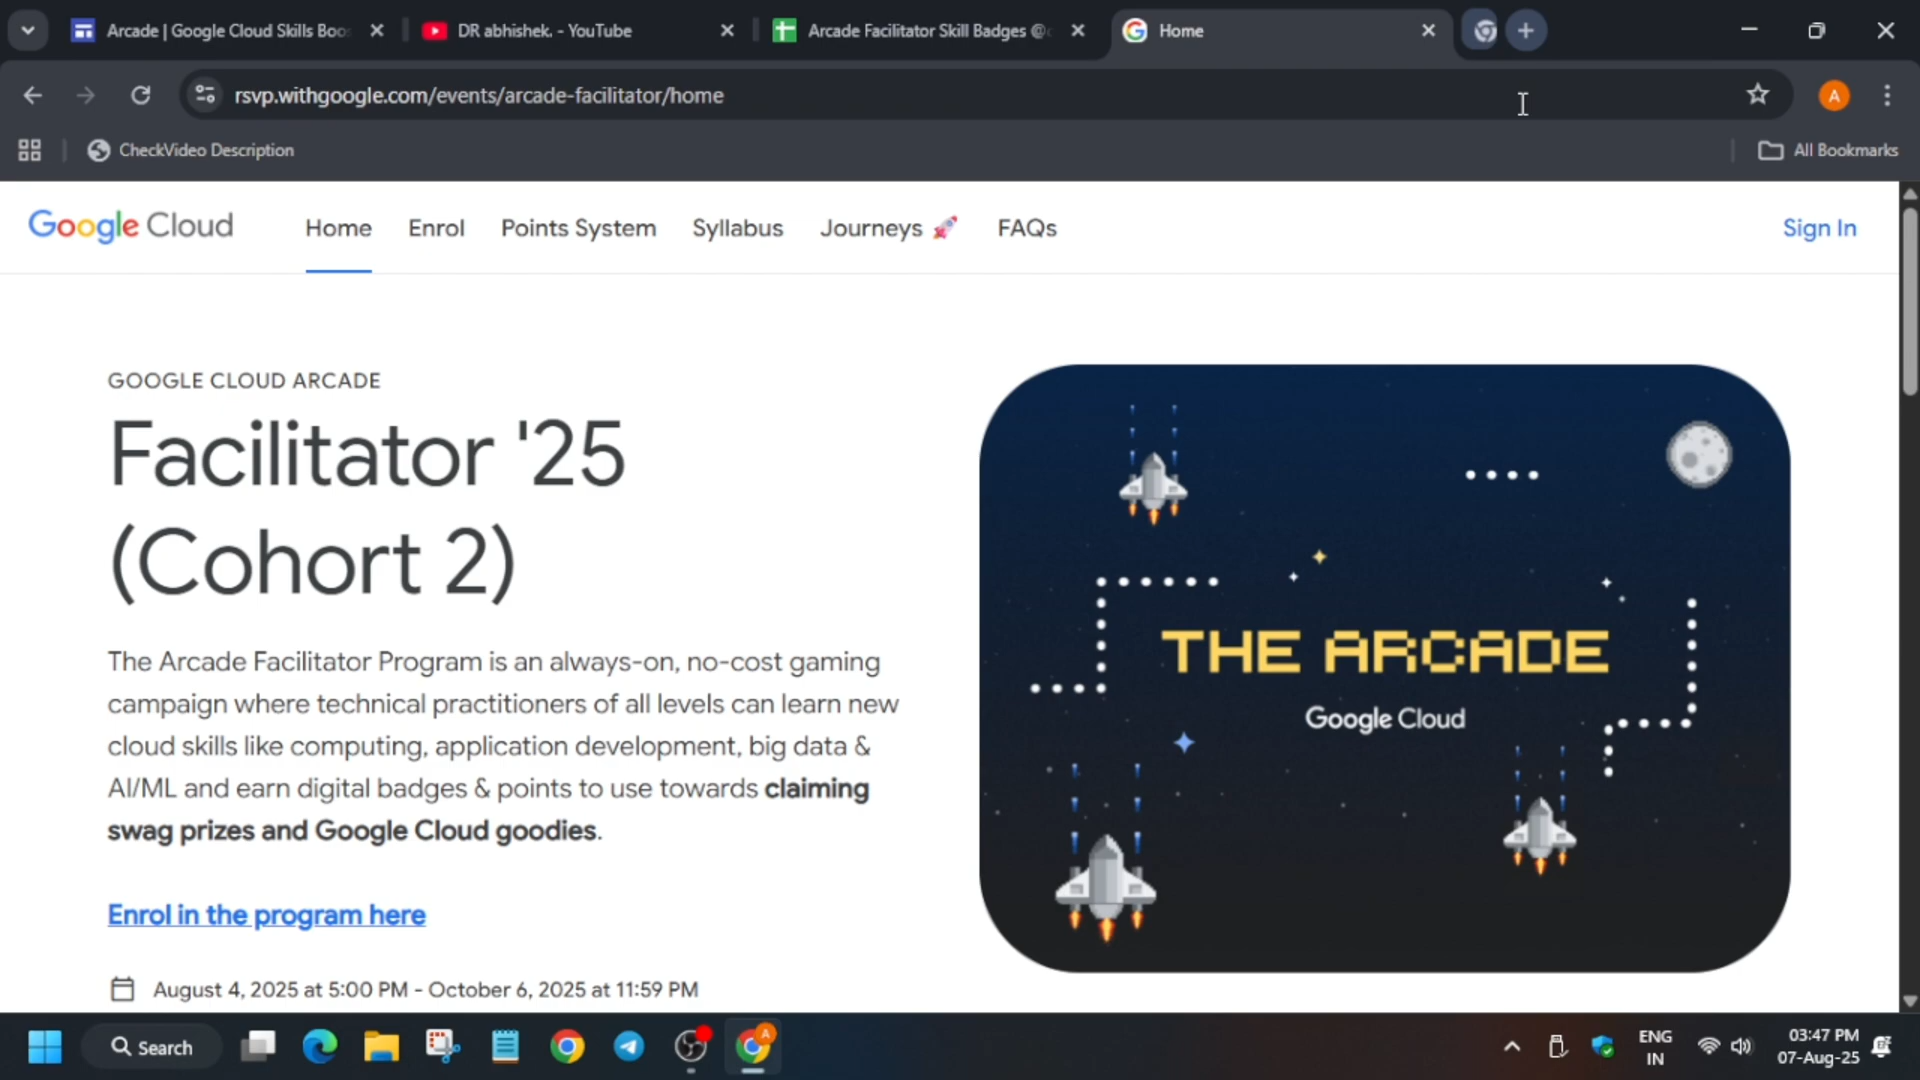 Arcade | Google Cloud Skills Boo
DR abhishek. - YouTube
Arcade Facilitator Skill Badges @
Home
rsvp.withgoogle.com/events/arcade-facilitator/home
A
CheckVideo Description
All Bookmarks
Google Cloud
Home
Enrol
Points System
Syllabus
Journeys 🚀
FAQs
Sign In
GOOGLE CLOUD ARCADE
Facilitator '25
(Cohort 2)
The Arcade Facilitator Program is an always-on, no-cost gaming
campaign where technical practitioners of all levels can learn new
cloud skills like computing, application development, big data &
AI/ML and earn digital badges & points to use towards claiming
swag prizes and Google Cloud goodies.
Enrol in the program here
August 4, 2025 at 5:00 PM - October 6, 2025 at 11:59 PM
THE ARCADE
Google Cloud
Search
A
ENG
IN
03:47 PM
07-Aug-25